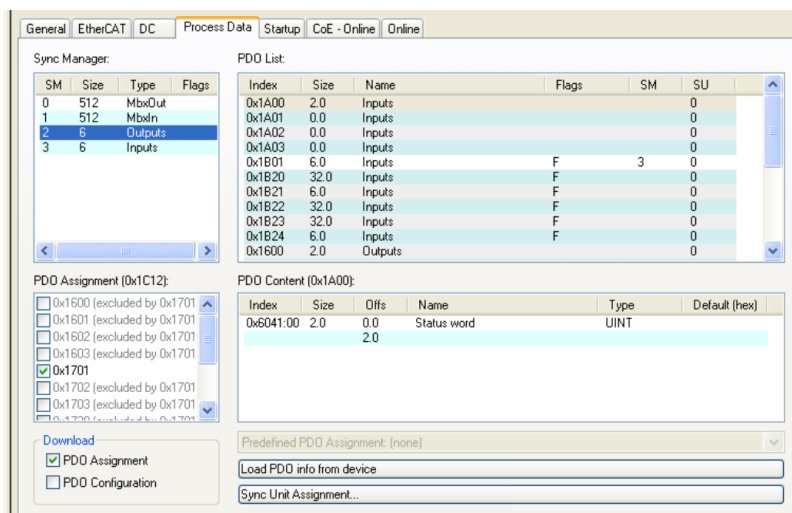 General EtherCAT DC Process Data Startup CoE - Online Online
Sync Manager:
SM Size Type Flags
0 512 MbxOut
1 512 MbxIn
2 6 Outputs
3 6 Inputs
PDO List:
Index Size Name Flags SM SU
0x1A00 2.0 Inputs 0
0x1A01 0.0 Inputs 0
0x1A02 0.0 Inputs 0
0x1A03 0.0 Inputs 0
0x1B01 6.0 Inputs F 3 0
0x1B20 32.0 Inputs F 0
0x1B21 6.0 Inputs F 0
0x1B22 32.0 Inputs F 0
0x1B23 32.0 Inputs F 0
0x1B24 6.0 Inputs F 0
0x1600 2.0 Outputs 0
PDO Assignment (0x1C12):
0x1600 (excluded by 0x1701
0x1601 (excluded by 0x1701
0x1602 (excluded by 0x1701
0x1603 (excluded by 0x1701
0x1701
0x1702 (excluded by 0x1701
0x1703 (excluded by 0x1701
PDO Content (0x1A00):
Index Size Offs Name Type Default (hex)
0x6041:00 2.0 0.0 Status word UINT
2.0
Download
PDO Assignment
PDO Configuration
Predefined PDO Assignment: (none)
Load PDO info from device
Sync Unit Assignment...